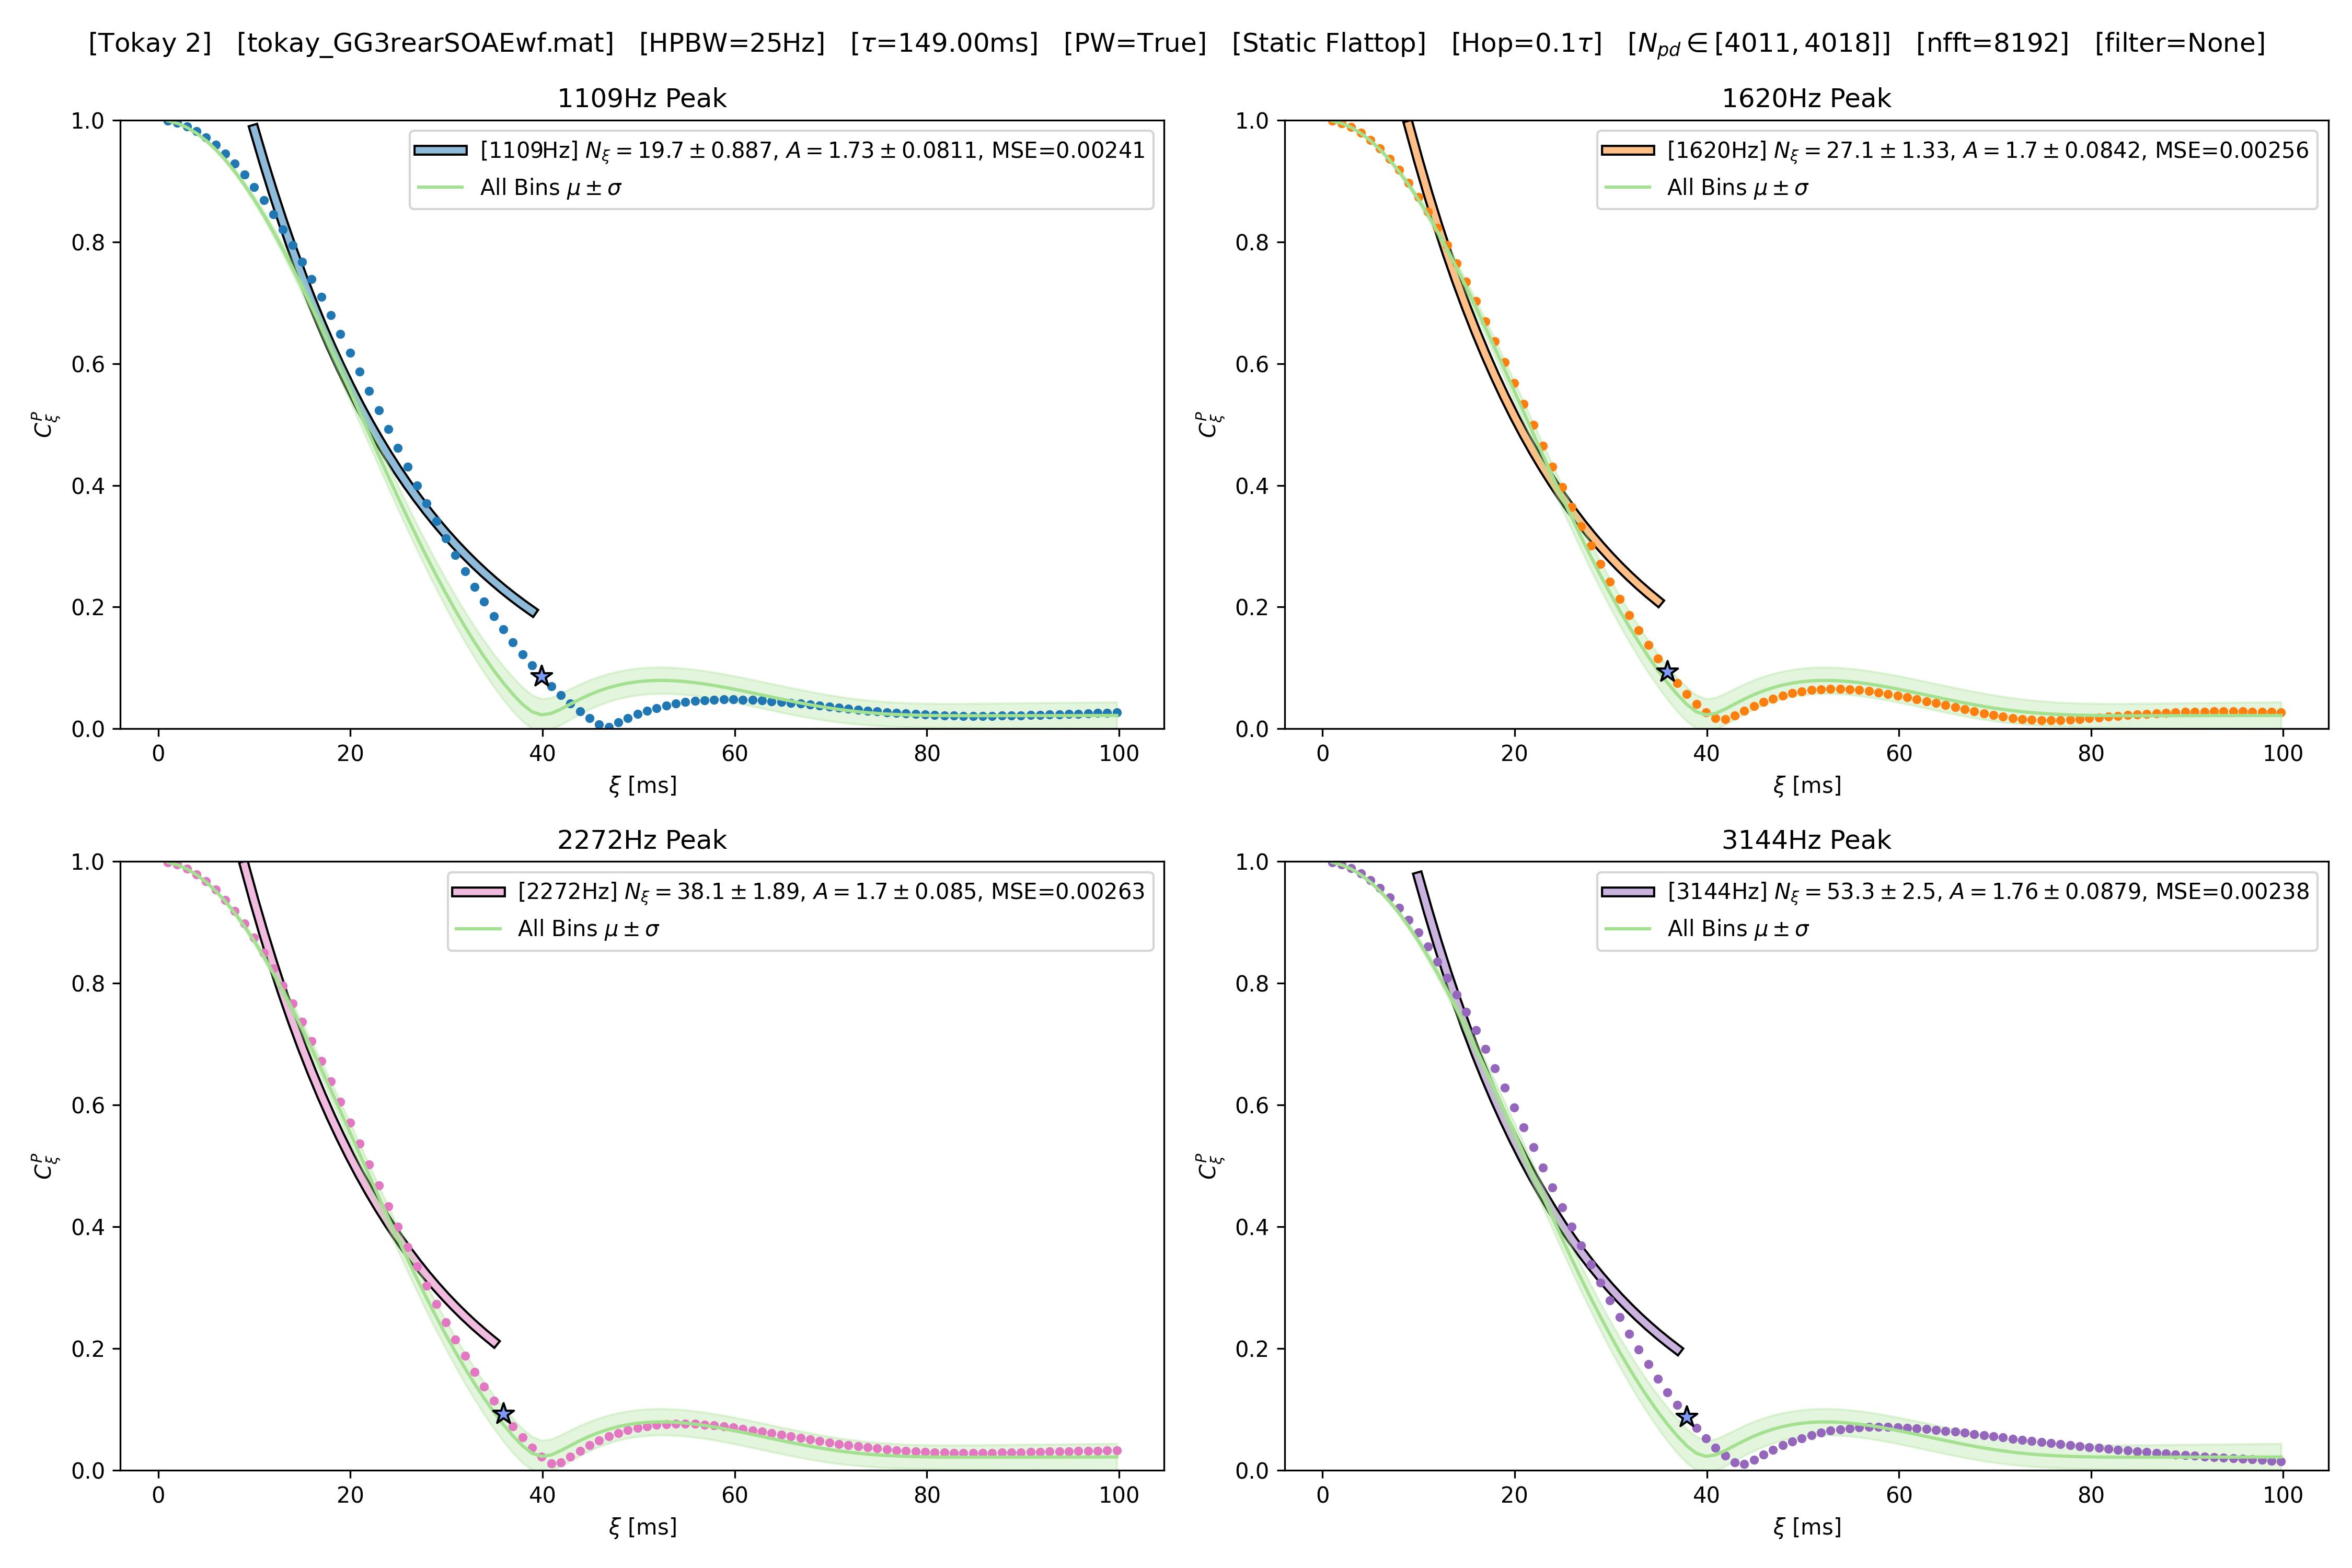 [Tokay 2] [tokay_GG3rearSOAEwf.mat] [HPBW=25Hz] [τ=149.00ms] [PW=True] [Static Flattop] [Hop=0.1τ] [N_pd ∈ [4011, 4018]] [nfft=8192] [filter=None]
1109Hz Peak
[1109Hz] N_ξ = 19.7 ± 0.887, A = 1.73 ± 0.0811, MSE=0.00241
All Bins μ ± σ
1.0
0.8
0.6
0.4
0.2
0.0
C_ξ^P
0 20 40 60 80 100
ξ [ms]
1620Hz Peak
[1620Hz] N_ξ = 27.1 ± 1.33, A = 1.7 ± 0.0842, MSE=0.00256
All Bins μ ± σ
1.0
0.8
0.6
0.4
0.2
0.0
C_ξ^P
0 20 40 60 80 100
ξ [ms]
2272Hz Peak
[2272Hz] N_ξ = 38.1 ± 1.89, A = 1.7 ± 0.085, MSE=0.00263
All Bins μ ± σ
1.0
0.8
0.6
0.4
0.2
0.0
C_ξ^P
0 20 40 60 80 100
ξ [ms]
3144Hz Peak
[3144Hz] N_ξ = 53.3 ± 2.5, A = 1.76 ± 0.0879, MSE=0.00238
All Bins μ ± σ
1.0
0.8
0.6
0.4
0.2
0.0
C_ξ^P
0 20 40 60 80 100
ξ [ms]